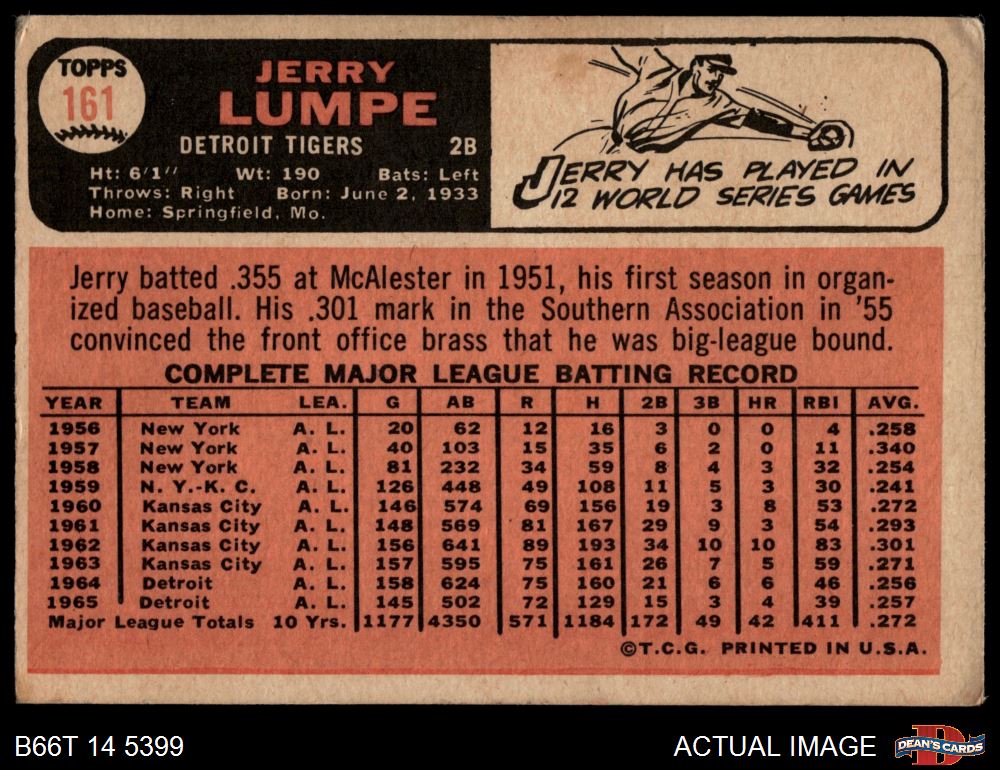 TOPPS
161
JERRY
LUMPE
DETROIT TIGERS 2B
Ht: 6'1" Wt: 190 Bats: Left
Throws: Right Born: June 2, 1933
Home: Springfield, Mo.
JERRY HAS PLAYED IN
12 WORLD SERIES GAMES
Jerry batted .355 at McAlester in 1951, his first season in organ-
ized baseball. His .301 mark in the Southern Association in '55
convinced the front office brass that he was big-league bound.
COMPLETE MAJOR LEAGUE BATTING RECORD
YEAR TEAM LEA. G AB R H 2B 3B HR RBI AVG.
1956 New York A. L. 20 62 12 16 3 0 0 4 .258
1957 New York A. L. 40 103 15 35 6 2 0 11 .340
1958 New York A. L. 81 232 34 59 8 4 3 32 .254
1959 N. Y.-K. C. A. L. 126 448 49 108 11 5 3 30 .241
1960 Kansas City A. L. 146 574 69 156 19 3 8 53 .272
1961 Kansas City A. L. 148 569 81 167 29 9 3 54 .293
1962 Kansas City A. L. 156 641 89 193 34 10 10 83 .301
1963 Kansas City A. L. 157 595 75 161 26 7 5 59 .271
1964 Detroit A. L. 158 624 75 160 21 6 6 46 .256
1965 Detroit A. L. 145 502 72 129 15 3 4 39 .257
Major League Totals 10 Yrs. 1177 4350 571 1184 172 49 42 411 .272
©T.C.G. PRINTED IN U.S.A.
B66T 14 5399
ACTUAL IMAGE
DEAN'S CARDS